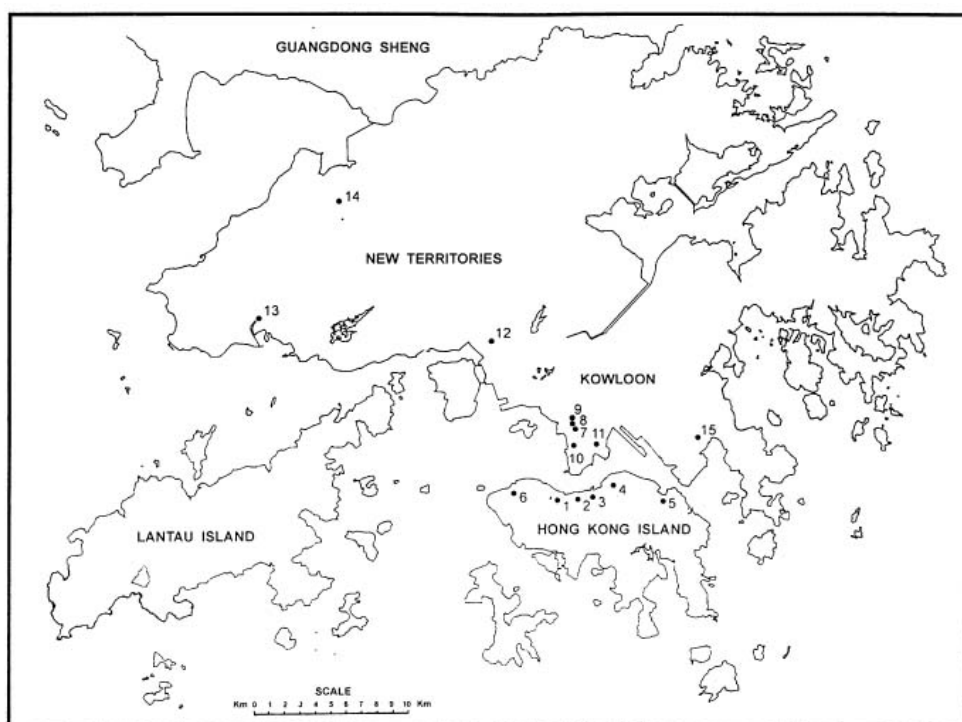 GUANGDONG SHENG
14
NEW TERRITORIES
13
12
KOWLOON
9
8
7
11
10
15
6
1
2
3
4
5
LANTAU ISLAND
HONG KONG ISLAND
SCALE
Km 0 1 2 3 4 5 6 7 8 9 10 Km